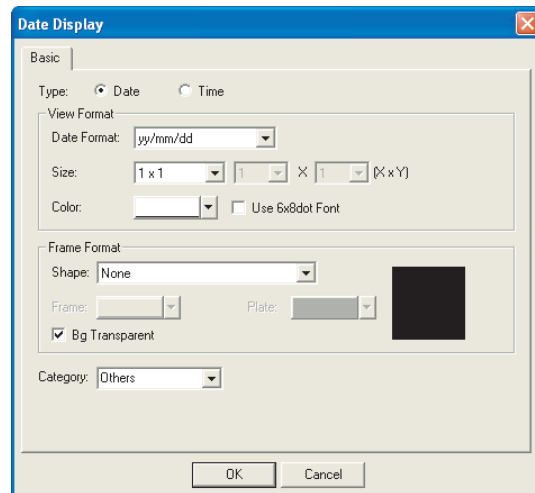 Date Display
Basic
Type: Date Time
View Format
Date Format: yy/mm/dd
Size: 1 x 1 1 X 1 (X x Y)
Color: Use 6x8dot Font
Frame Format
Shape: None
Frame: Plate:
Bg Transparent
Category: Others
OK Cancel